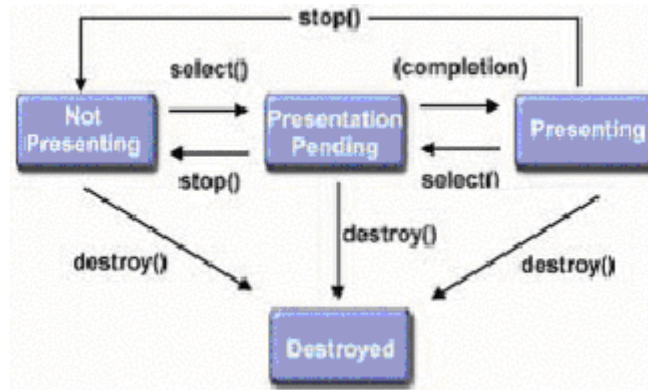 stop()
select()
(completion)
Not
Presenting
Presentation
Pending
Presenting
stop()
select()
destroy()
destroy()
destroy()
Destroyed